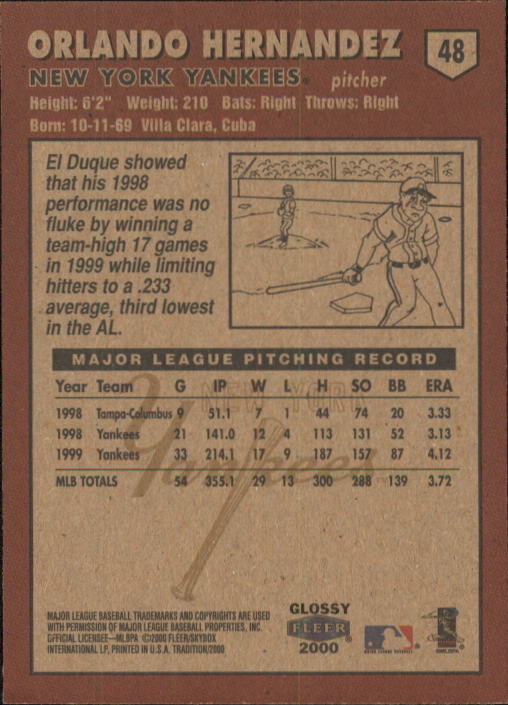 ORLANDO HERNANDEZ
48
NEW YORK YANKEES® pitcher
Height: 6'2" Weight: 210 Bats: Right Throws: Right
Born: 10-11-69 Villa Clara, Cuba
El Duque showed
that his 1998
performance was no
fluke by winning a
team-high 17 games
in 1999 while limiting
hitters to a .233
average, third lowest
in the AL.
MAJOR LEAGUE PITCHING RECORD
Year Team G IP W L H SO BB ERA
1998 Tampa-Columbus 9 51.1 7 1 44 74 20 3.33
1998 Yankees 21 141.0 12 4 113 131 52 3.13
1999 Yankees 33 214.1 17 9 187 157 87 4.12
MLB TOTALS 54 355.1 29 13 300 288 139 3.72
NEW YORK
Yankees
MAJOR LEAGUE BASEBALL TRADEMARKS AND COPYRIGHTS ARE USED
WITH PERMISSION OF MAJOR LEAGUE BASEBALL PROPERTIES, INC.
OFFICIAL LICENSEE—MLBPA ©2000 FLEER/SKYBOX
INTERNATIONAL LP, PRINTED IN U.S.A. TRADITION/2000
GLOSSY
FLEER
2000